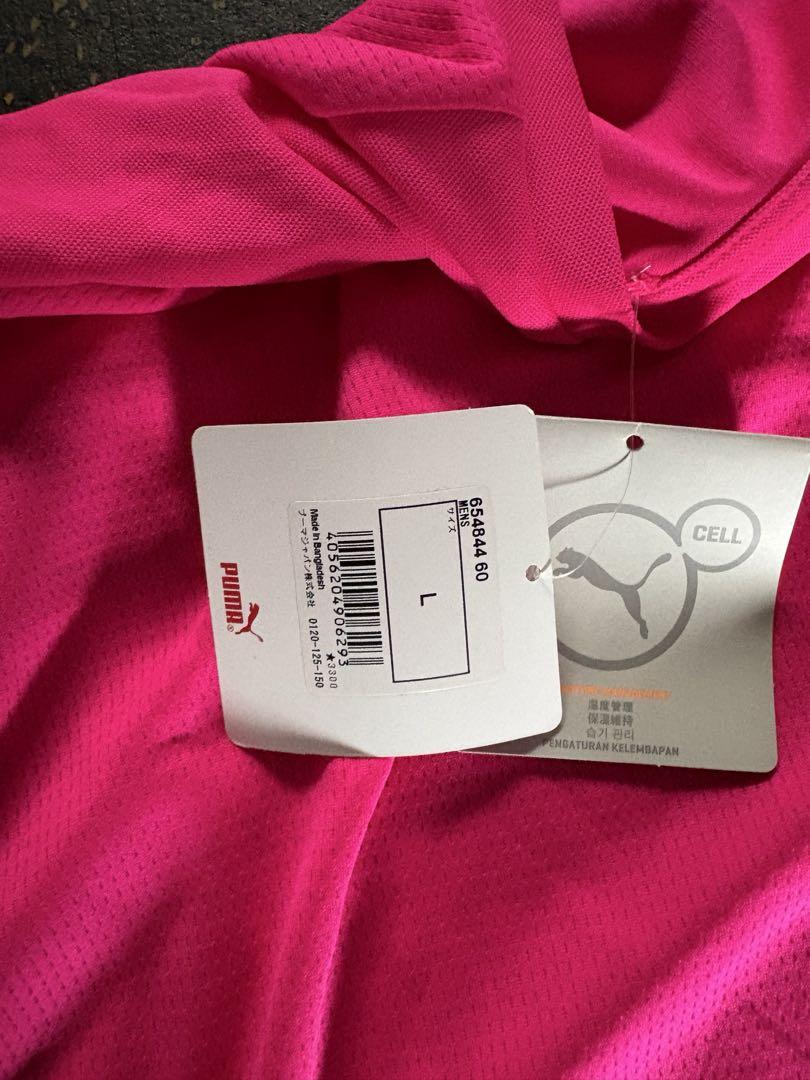 654844 60
MENS
サイズ
L
4056204906293
★3300
Made in Bangladesh
プーマジャパン株式会社 0120-125-150
PUMA®
CELL
温度管理
保濕維持
습기 관리
PENGATURAN KELEMBAPAN